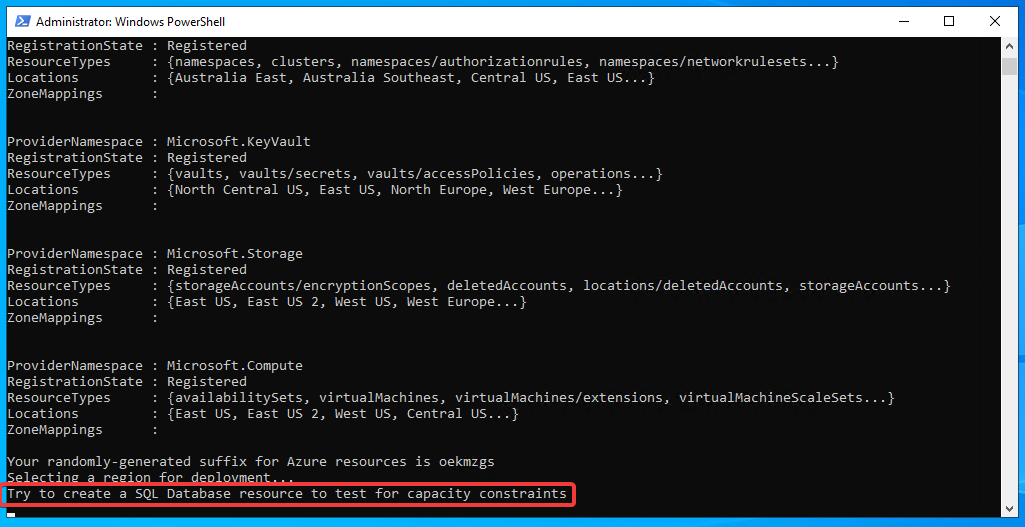 Administrator: Windows PowerShell
RegistrationState : Registered
ResourceTypes     : {namespaces, clusters, namespaces/authorizationrules, namespaces/networkrulesets...}
Locations         : {Australia East, Australia Southeast, Central US, East US...}
ZoneMappings      :
ProviderNamespace : Microsoft.KeyVault
RegistrationState : Registered
ResourceTypes     : {vaults, vaults/secrets, vaults/accessPolicies, operations...}
Locations         : {North Central US, East US, North Europe, West Europe...}
ZoneMappings      :
ProviderNamespace : Microsoft.Storage
RegistrationState : Registered
ResourceTypes     : {storageAccounts/encryptionScopes, deletedAccounts, locations/deletedAccounts, storageAccounts...}
Locations         : {East US, East US 2, West US, West Europe...}
ZoneMappings      :
ProviderNamespace : Microsoft.Compute
RegistrationState : Registered
ResourceTypes     : {availabilitySets, virtualMachines, virtualMachines/extensions, virtualMachineScaleSets...}
Locations         : {East US, East US 2, West US, Central US...}
ZoneMappings      :
Your randomly-generated suffix for Azure resources is oekmzgs
Selecting a region for deployment...
Try to create a SQL Database resource to test for capacity constraints